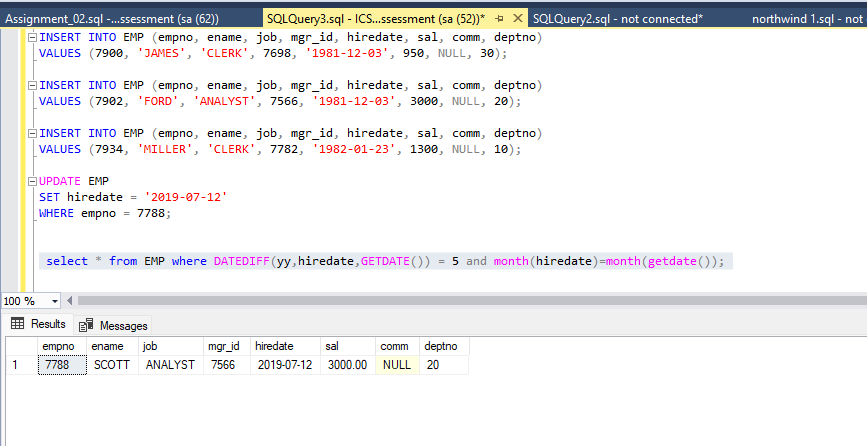 Assignment_02.sql -...ssessment (sa (62))
SQLQuery3.sql - ICS...ssessment (sa (52))*
SQLQuery2.sql - not connected*
northwind 1.sql - not
INSERT INTO EMP (empno, ename, job, mgr_id, hiredate, sal, comm, deptno)
VALUES (7900, 'JAMES', 'CLERK', 7698, '1981-12-03', 950, NULL, 30);
INSERT INTO EMP (empno, ename, job, mgr_id, hiredate, sal, comm, deptno)
VALUES (7902, 'FORD', 'ANALYST', 7566, '1981-12-03', 3000, NULL, 20);
INSERT INTO EMP (empno, ename, job, mgr_id, hiredate, sal, comm, deptno)
VALUES (7934, 'MILLER', 'CLERK', 7782, '1982-01-23', 1300, NULL, 10);
UPDATE EMP
SET hiredate = '2019-07-12'
WHERE empno = 7788;
select * from EMP where DATEDIFF(yy,hiredate,GETDATE()) = 5 and month(hiredate)=month(getdate());
100 %
Results Messages
empno ename job mgr_id hiredate sal comm deptno
1 7788 SCOTT ANALYST 7566 2019-07-12 3000.00 NULL 20